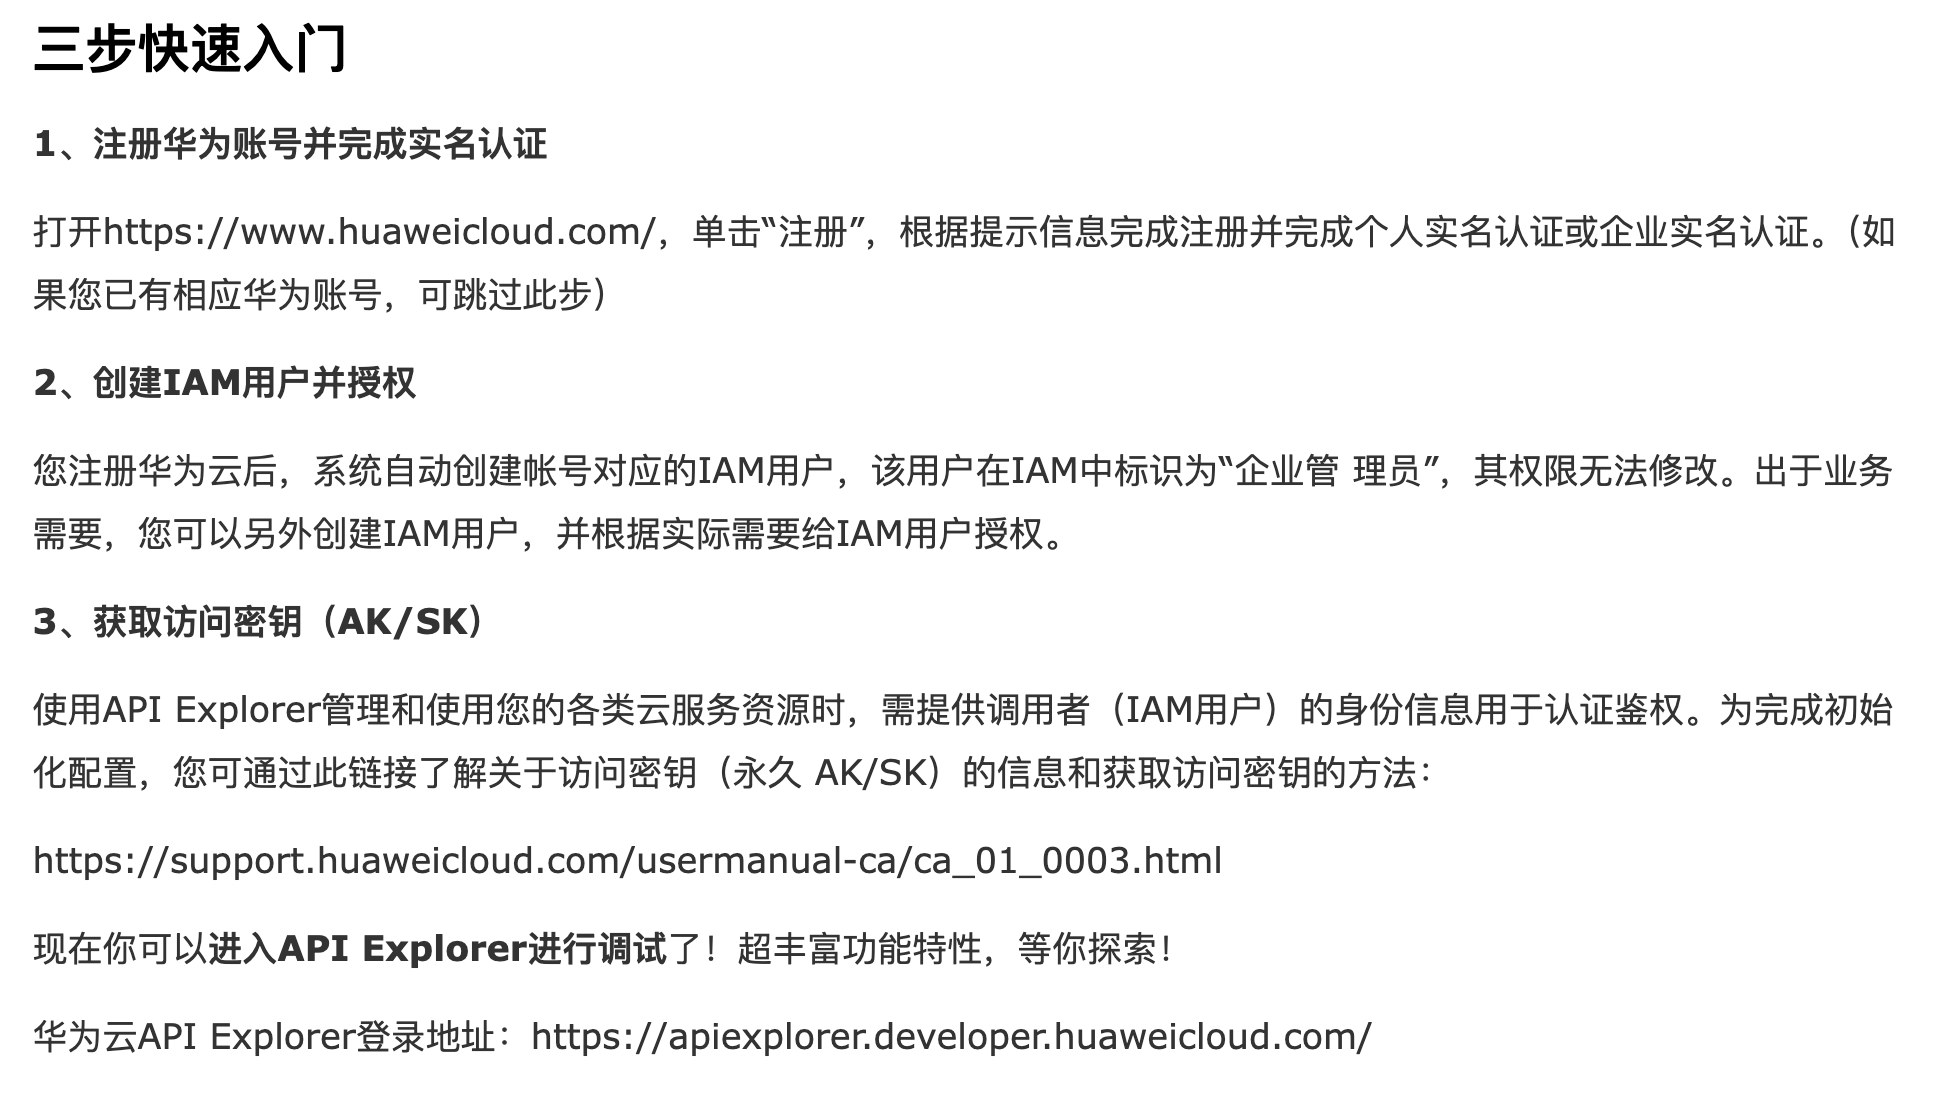 三步快速入门
1、注册华为账号并完成实名认证
打开https://www.huaweicloud.com/，单击“注册”，根据提示信息完成注册并完成个人实名认证或企业实名认证。（如
果您已有相应华为账号，可跳过此步）
2、创建IAM用户并授权
您注册华为云后，系统自动创建帐号对应的IAM用户，该用户在IAM中标识为“企业管 理员”，其权限无法修改。出于业务
需要，您可以另外创建IAM用户，并根据实际需要给IAM用户授权。
3、获取访问密钥（AK/SK）
使用API Explorer管理和使用您的各类云服务资源时，需提供调用者（IAM用户）的身份信息用于认证鉴权。为完成初始
化配置，您可通过此链接了解关于访问密钥（永久 AK/SK）的信息和获取访问密钥的方法：
https://support.huaweicloud.com/usermanual-ca/ca_01_0003.html
现在你可以进入API Explorer进行调试了！超丰富功能特性，等你探索！
华为云API Explorer登录地址：https://apiexplorer.developer.huaweicloud.com/